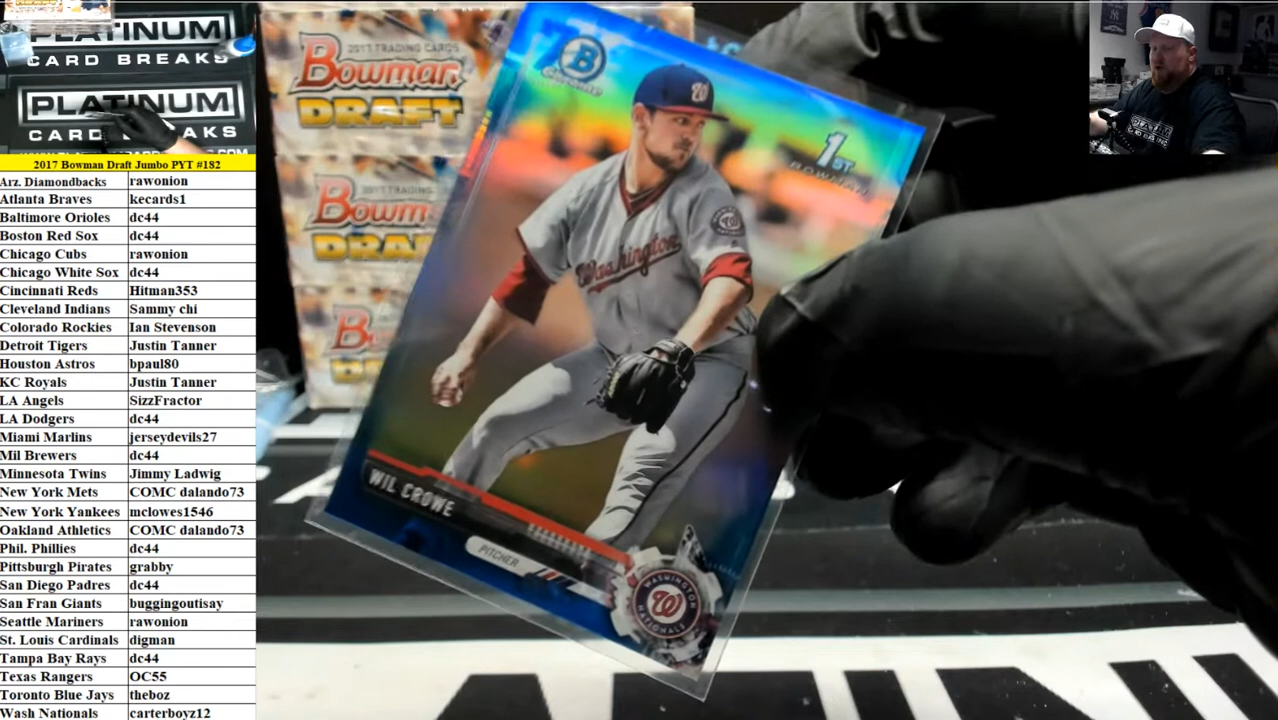 PLATINUM
CARD BREAKS
PLATINUM
CARD BREAKS
2017 Bowman Draft Jumbo PYT #182
Arz. Diamondbacks rawonion
Atlanta Braves kecards1
Baltimore Orioles dc44
Boston Red Sox dc44
Chicago Cubs rawonion
Chicago White Sox dc44
Cincinnati Reds Hitman353
Cleveland Indians Sammy chi
Colorado Rockies Ian Stevenson
Detroit Tigers Justin Tanner
Houston Astros bpaul80
KC Royals Justin Tanner
LA Angels SizzFractor
LA Dodgers dc44
Miami Marlins jerseydevils27
Mil Brewers dc44
Minnesota Twins Jimmy Ladwig
New York Mets COMC dalando73
New York Yankees mclowes1546
Oakland Athletics COMC dalando73
Phil. Phillies dc44
Pittsburgh Pirates grabby
San Diego Padres dc44
San Fran Giants buggingoutisay
Seattle Mariners rawonion
St. Louis Cardinals digman
Tampa Bay Rays dc44
Texas Rangers OC55
Toronto Blue Jays theboz
Wash Nationals carterboyz12
2017 TRADING CARDS
Bowman
DRAFT
2017 TRADING
Bowm
DRAF
B
B
Chrome
1ST
BOWMAN
W
Washington
WIL CROWE
PITCHER
WASHINGTON
W
NATIONALS
PLATINUM